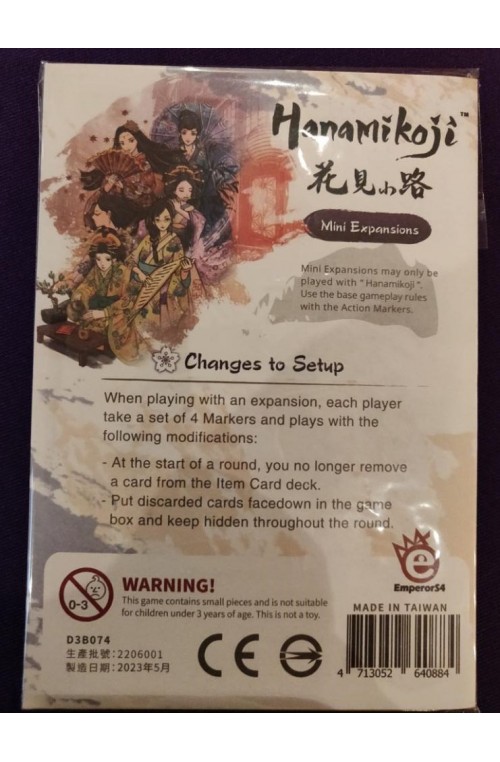 Hanamikoji™
花見小路
Mini Expansions
Mini Expansions may only be
played with "Hanamikoji".
Use the base gameplay rules
with the Action Markers.
Changes to Setup
When playing with an expansion, each player
take a set of 4 Markers and plays with the
following modifications:
- At the start of a round, you no longer remove
a card from the Item Card deck.
- Put discarded cards facedown in the game
box and keep hidden throughout the round.
e
EmperorS4
0-3
WARNING!
This game contains small pieces and is not suitable
for children under 3 years of age. This is not a toy.
MADE IN TAIWAN
D3B074
生產批號：2206001
製造日期：2023年5月
CE
4 713052 640884